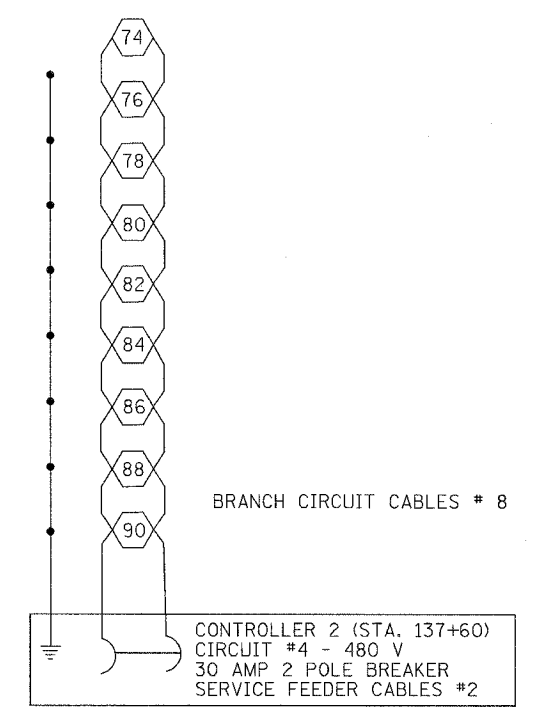 74
76
78
80
82
84
86
88
BRANCH CIRCUIT CABLES # 8
90
CONTROLLER 2 (STA. 137+60)
CIRCUIT #4 - 480 V
30 AMP 2 POLE BREAKER
SERVICE FEEDER CABLES #2